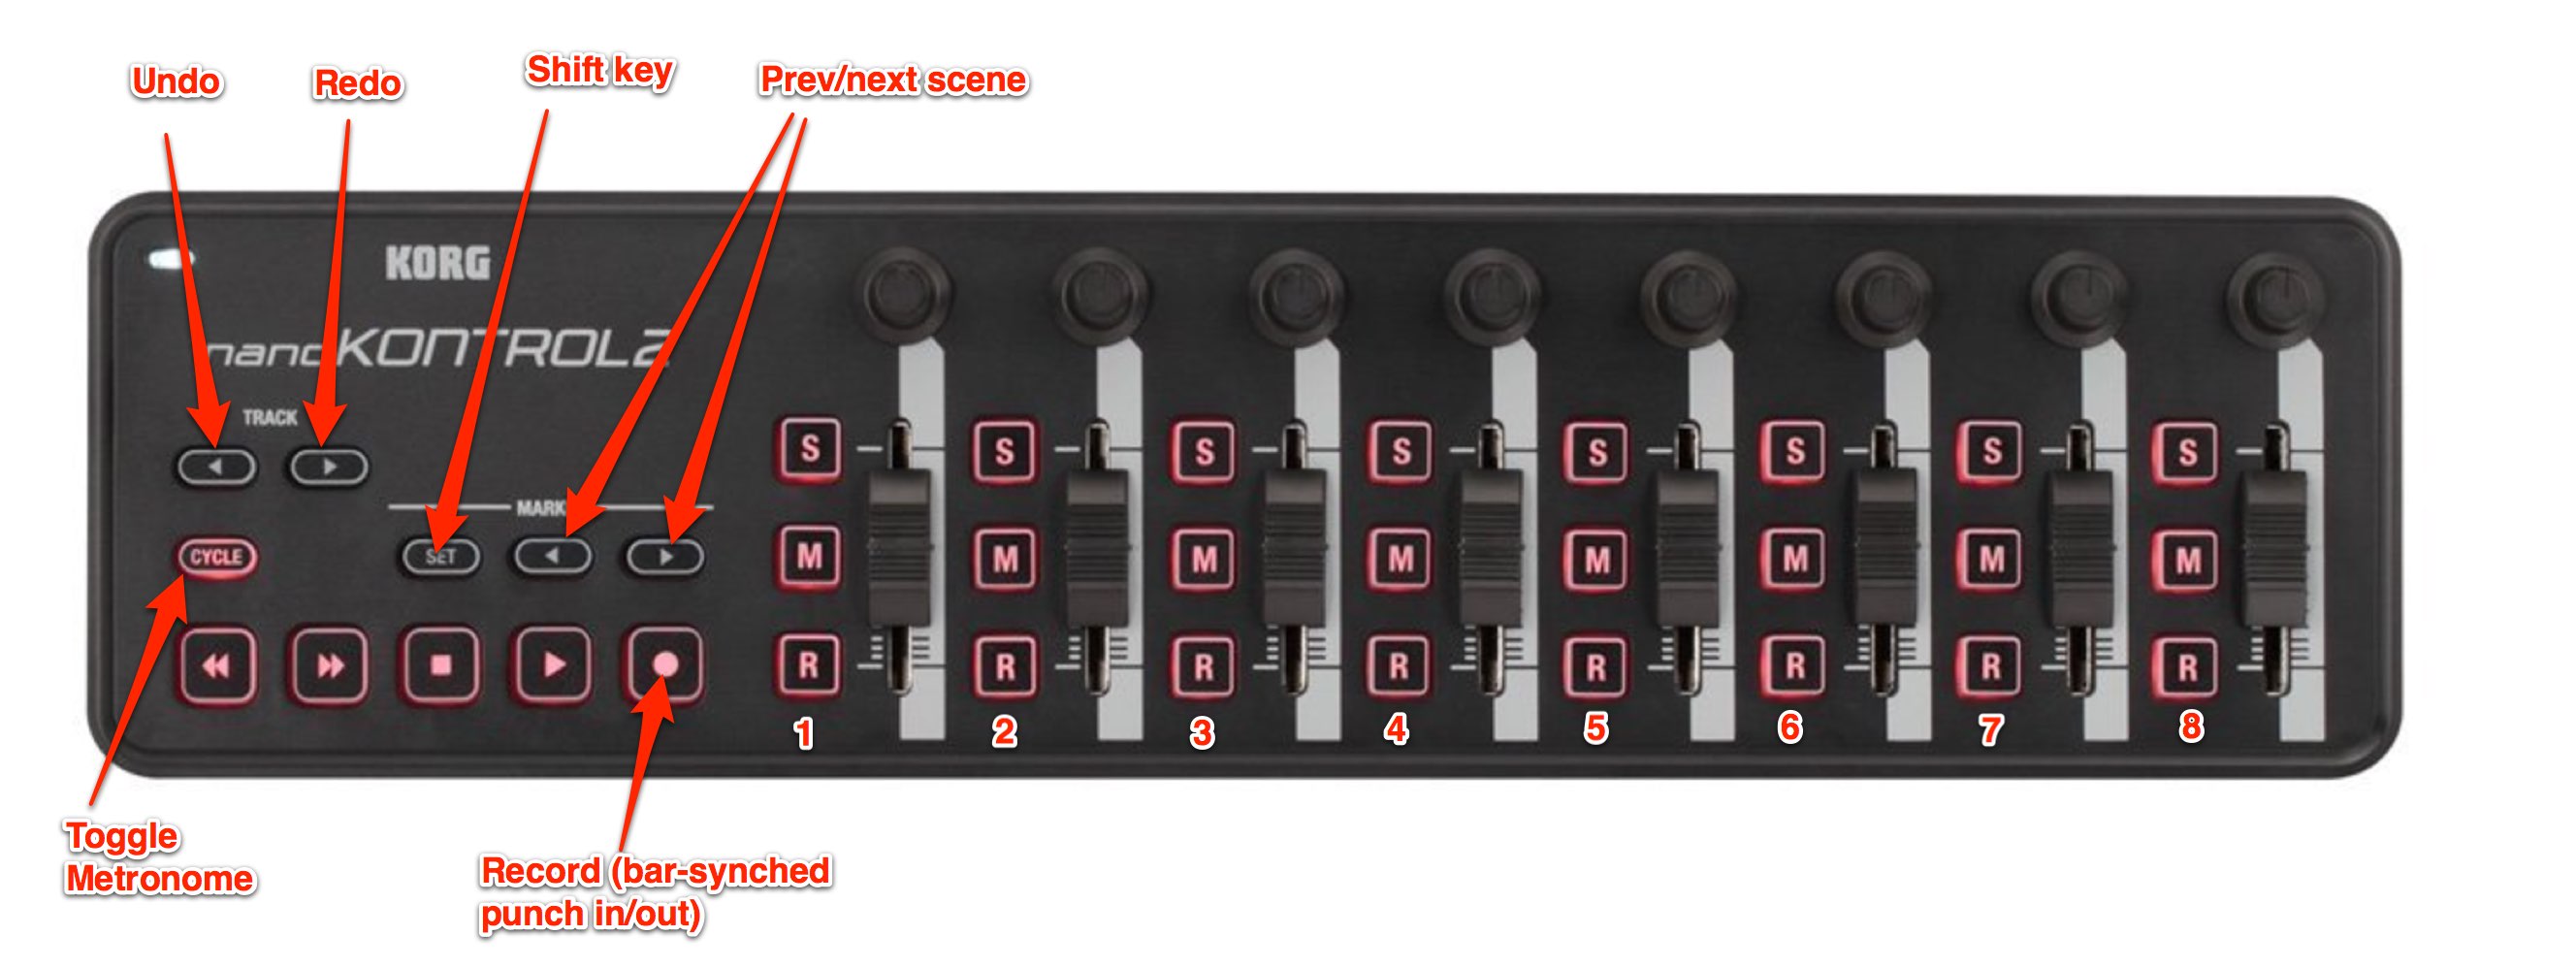 Undo
Redo
Shift key
Prev/next scene
KORG
nanoKONTROL2
TRACK
MARK
CYCLE
SET
S S S S S S S S
M M M M M M M M
R R R R R R R R
1 2 3 4 5 6 7 8
Toggle
Metronome
Record (bar-synched
punch in/out)